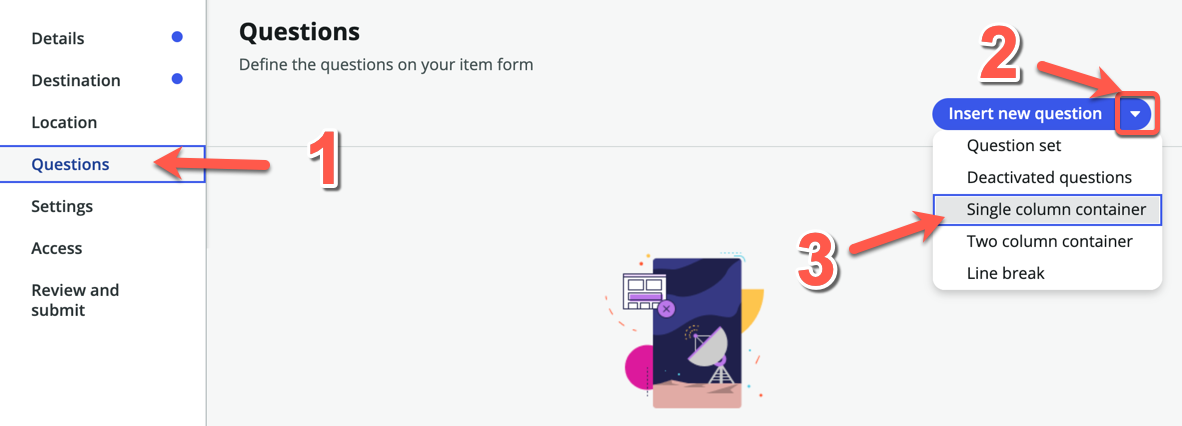 Details
Destination
Location
Questions
Settings
Access
Review and
submit
Questions
Define the questions on your item form
1
2
Insert new question
Question set
Deactivated questions
Single column container
3
Two column container
Line break